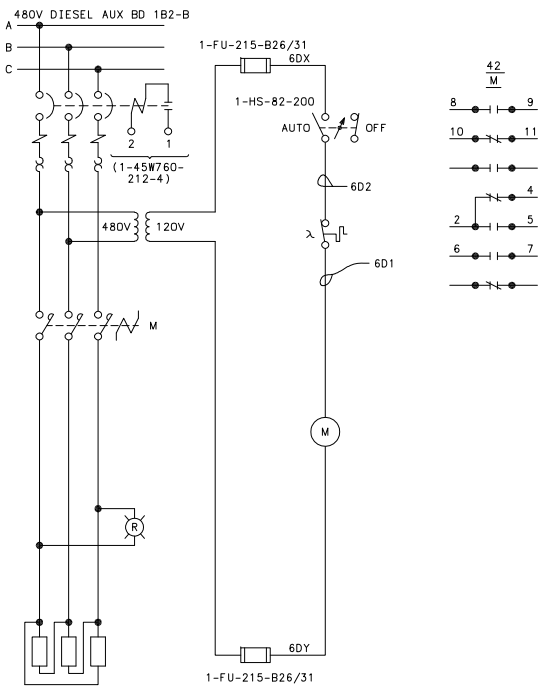 480V DIESEL AUX BD 1B2-B
A
B
C
1-FU-215-B26/31
6DX
42
M
1-HS-82-200
AUTO
OFF
8
9
10
11
2
1
(1-45W760-
212-4)
6D2
4
480V
120V
λ
2
5
6D1
6
7
M
M
R
6DY
1-FU-215-B26/31